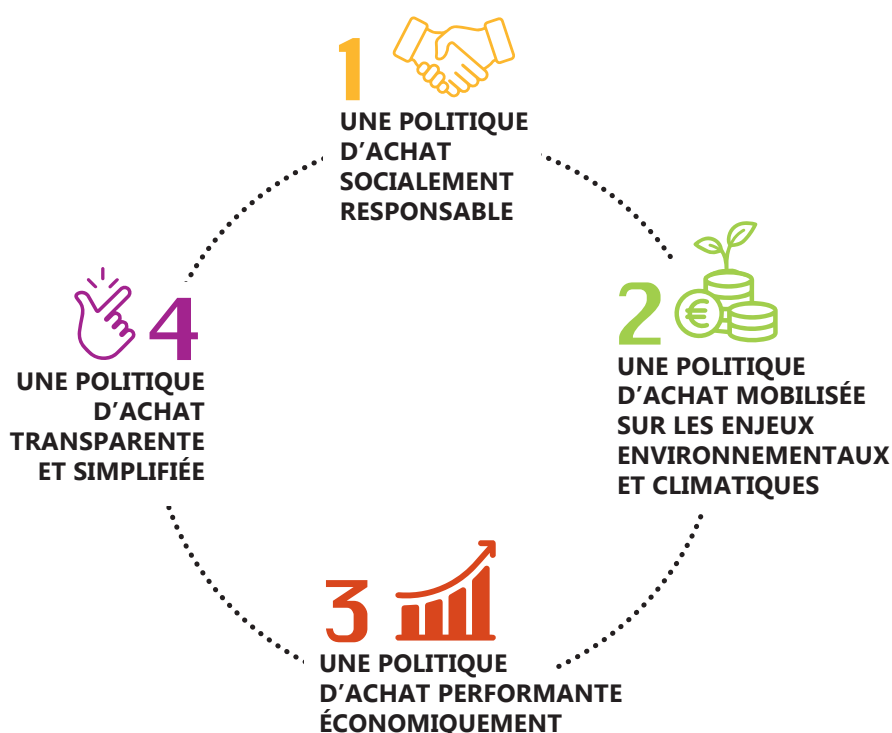 1
UNE POLITIQUE
D’ACHAT
SOCIALEMENT
RESPONSABLE
2
€
UNE POLITIQUE
D’ACHAT MOBILISÉE
SUR LES ENJEUX
ENVIRONNEMENTAUX
ET CLIMATIQUES
3
UNE POLITIQUE
D’ACHAT PERFORMANTE
ÉCONOMIQUEMENT
4
UNE POLITIQUE
D’ACHAT
TRANSPARENTE
ET SIMPLIFIÉE